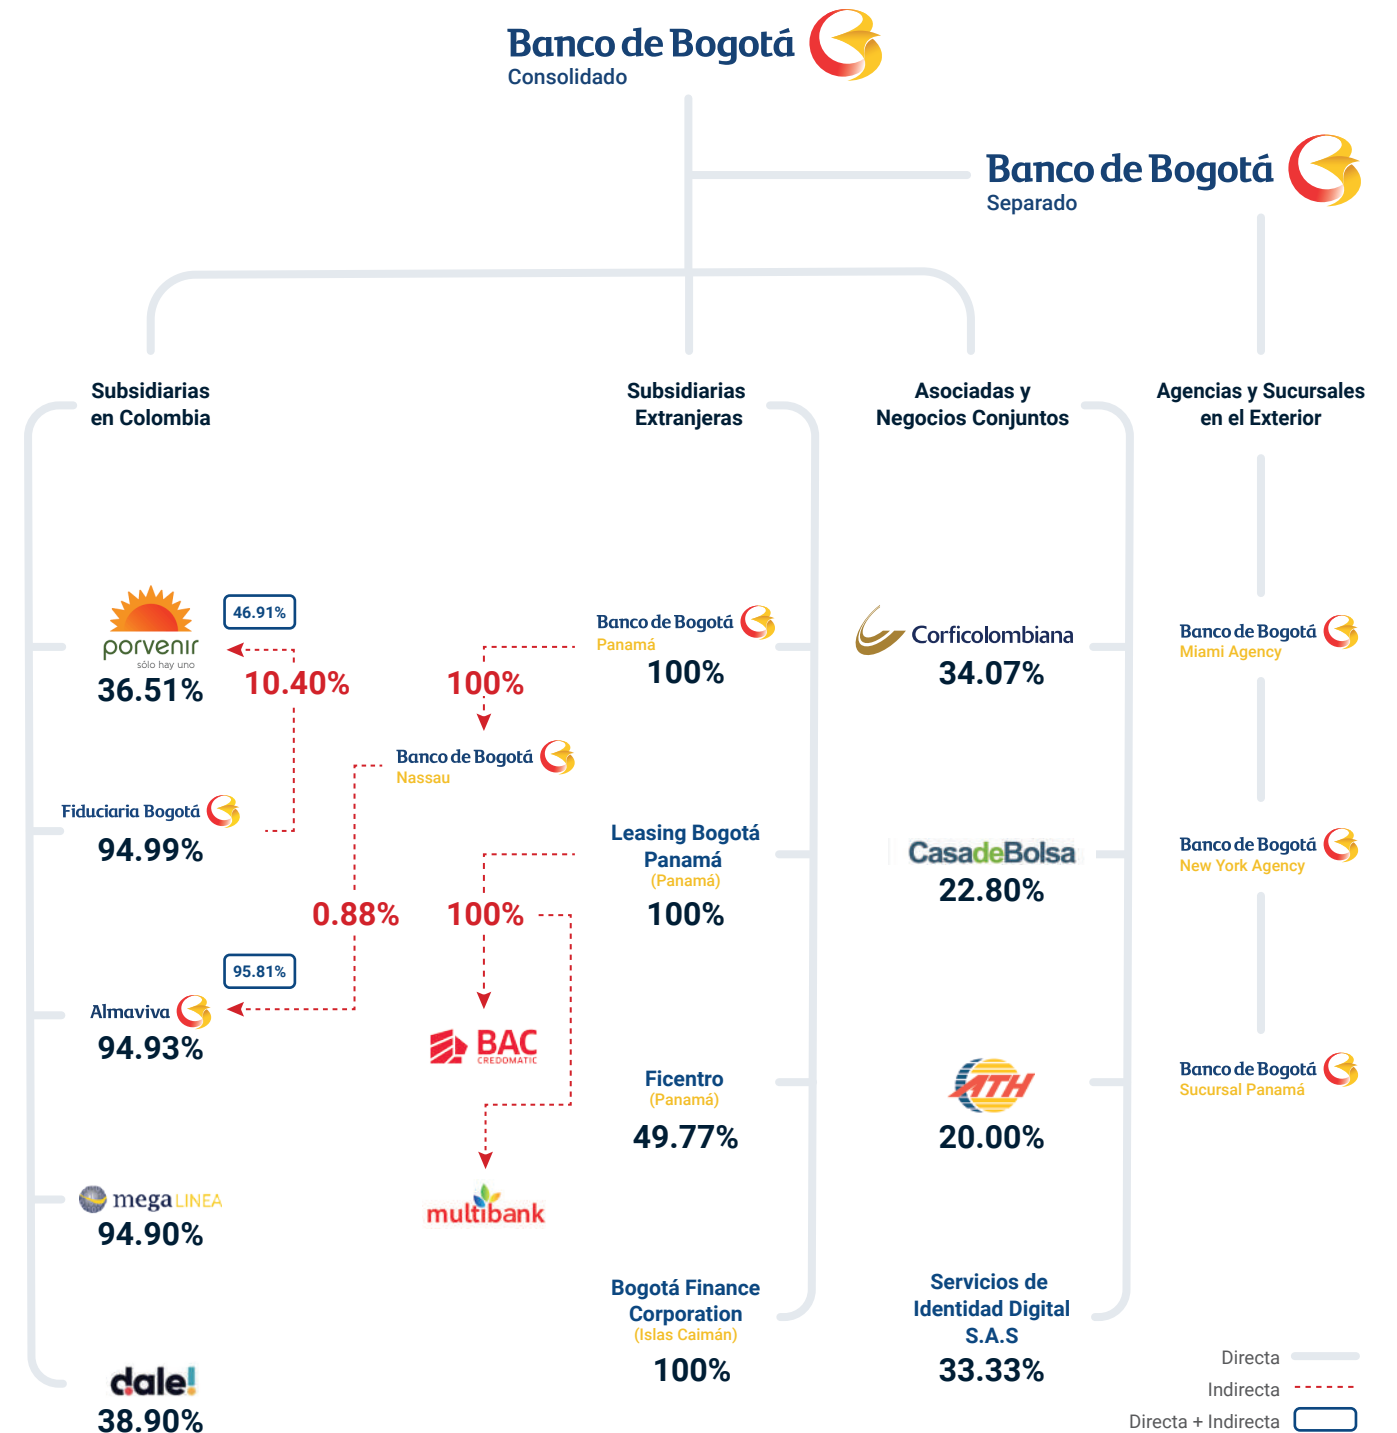 Banco de Bogotá
Consolidado
Banco de Bogotá
Separado
Subsidiarias
en Colombia
Subsidiarias
Extranjeras
Asociadas y
Negocios Conjuntos
Agencias y Sucursales
en el Exterior
porvenir
sólo hay uno
36.51%
46.91%
10.40%
Fiduciaria Bogotá
94.99%
Almaviva
94.93%
95.81%
0.88%
mega LINEA
94.90%
dale!
38.90%
100%
Banco de Bogotá
Nassau
100%
BAC
CREDOMATIC
multibank
Banco de Bogotá
Panamá
100%
Leasing Bogotá
Panamá
(Panamá)
100%
Ficentro
(Panamá)
49.77%
Bogotá Finance
Corporation
(Islas Caimán)
100%
Corficolombiana
34.07%
CasadeBolsa
22.80%
ATH
20.00%
Servicios de
Identidad Digital
S.A.S
33.33%
Banco de Bogotá
Miami Agency
Banco de Bogotá
New York Agency
Banco de Bogotá
Sucursal Panamá
Directa
Indirecta
Directa + Indirecta